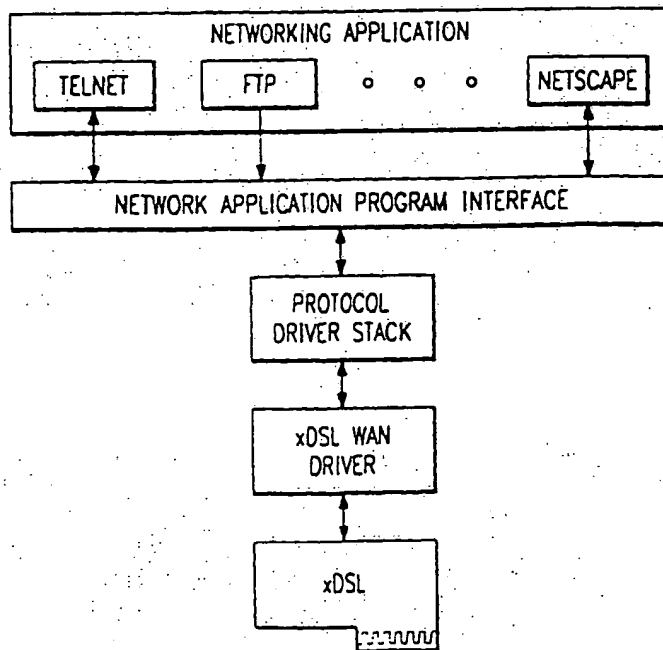 NETWORKING APPLICATION
TELNET
FTP
NETSCAPE
NETWORK APPLICATION PROGRAM INTERFACE
PROTOCOL
DRIVER STACK
xDSL WAN
DRIVER
xDSL